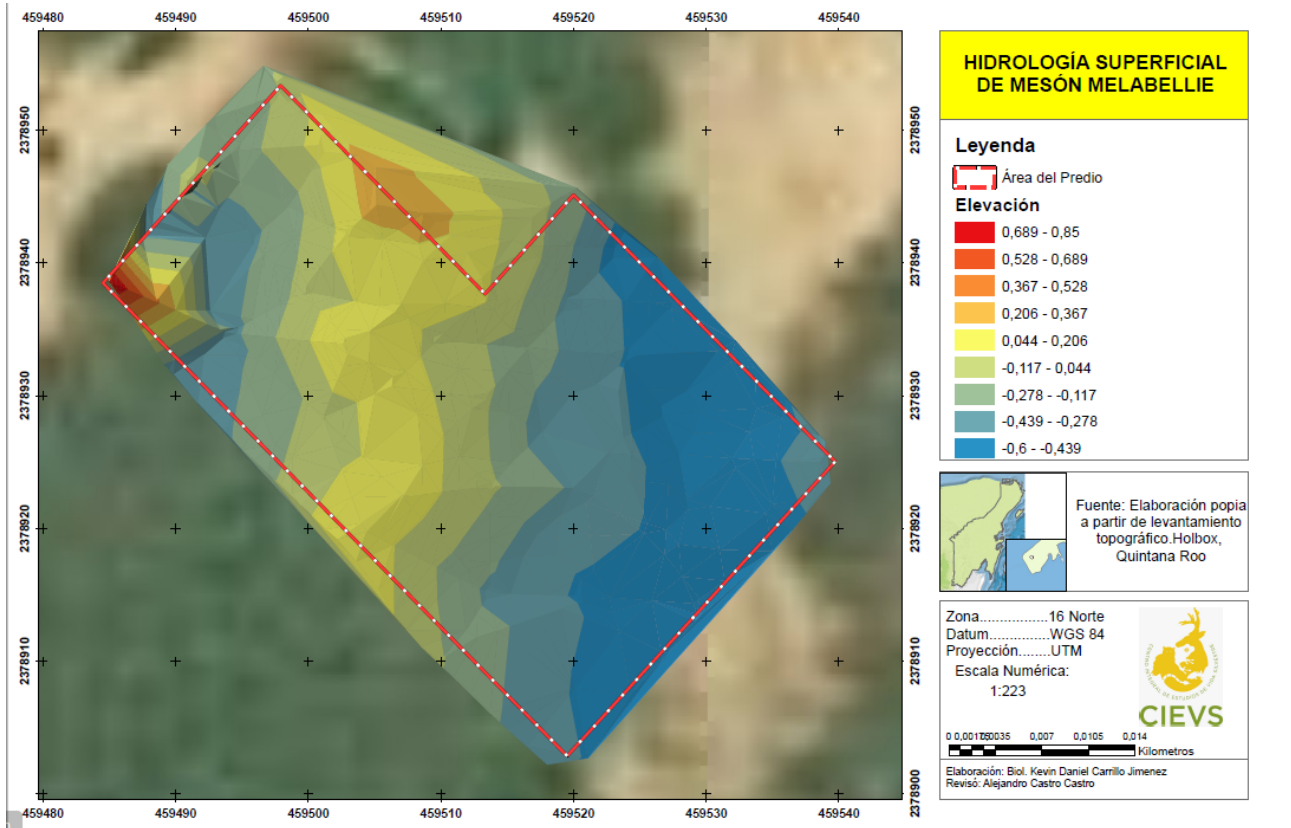 459480 459490 459500 459510 459520 459530 459540
2378950 2378950
2378940 2378940
2378930 2378930
2378920 2378920
2378910 2378910
2378900
459480 459490 459500 459510 459520 459530 459540
HIDROLOGÍA SUPERFICIAL
DE MESÓN MELABELLIE
Leyenda
Área del Predio
Elevación
0,689 - 0,85
0,528 - 0,689
0,367 - 0,528
0,206 - 0,367
0,044 - 0,206
-0,117 - 0,044
-0,278 - -0,117
-0,439 - -0,278
-0,6 - -0,439
Fuente: Elaboración popia
a partir de levantamiento
topográfico.Holbox,
Quintana Roo
Zona.................16 Norte
Datum...............WGS 84
Proyección........UTM
Escala Numérica:
1:223
CIEVS
0 0,00175 0,0035 0,007 0,0105 0,014
Kilometros
Elaboración: Biol. Kevin Daniel Carrillo Jimenez
Revisó: Alejandro Castro Castro